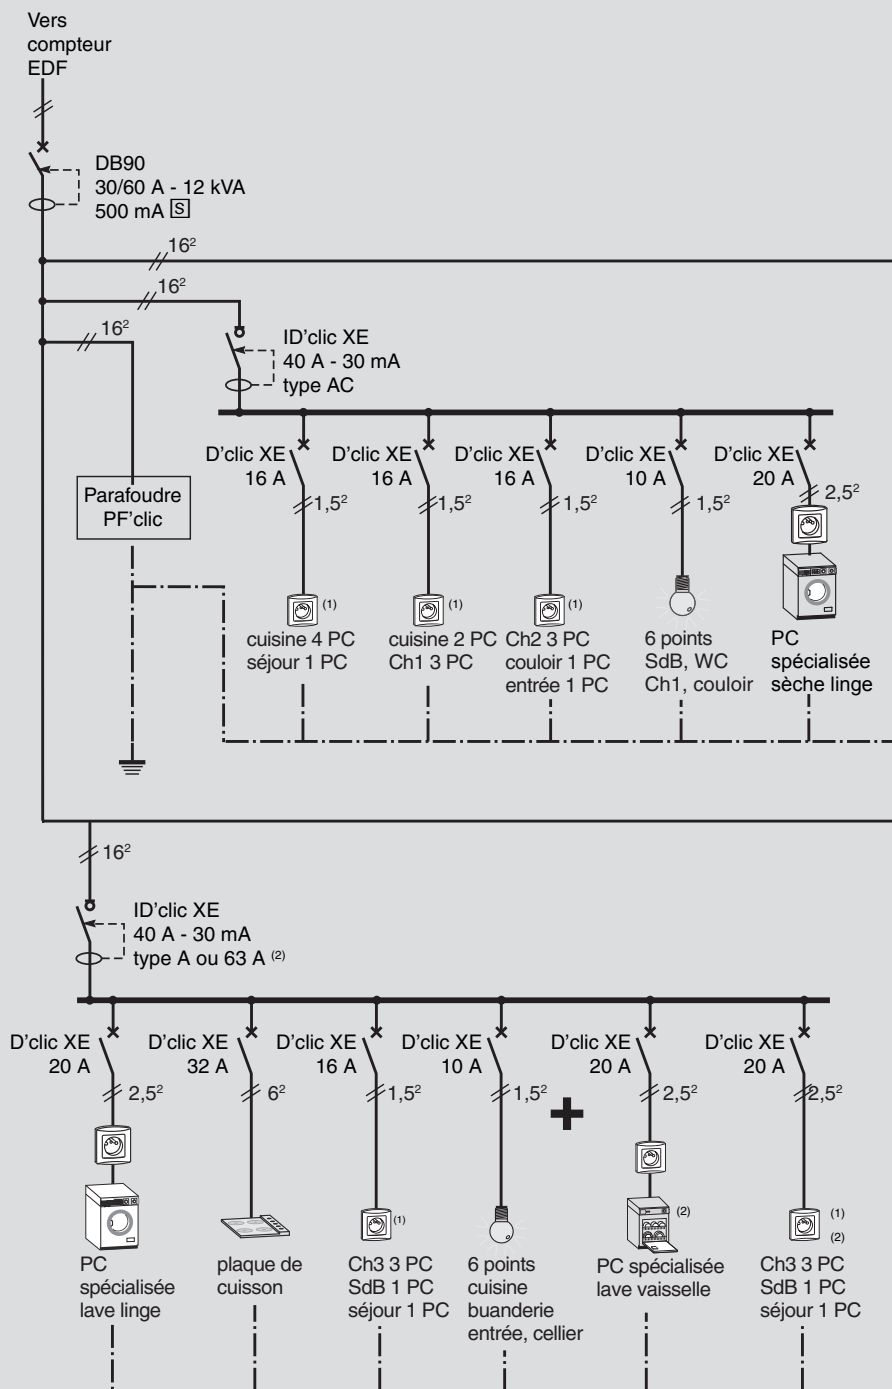 Vers
compteur
EDF
DB90
30/60 A - 12 kVA
500 mA S
16²
16²
16²
ID’clic XE
40 A - 30 mA
type AC
D’clic XE
16 A
D’clic XE
16 A
D’clic XE
16 A
D’clic XE
10 A
D’clic XE
20 A
1,5²
1,5²
1,5²
1,5²
2,5²
Parafoudre
PF’clic
(1)
(1)
(1)
cuisine 4 PC
séjour 1 PC
cuisine 2 PC
Ch1 3 PC
Ch2 3 PC
couloir 1 PC
entrée 1 PC
6 points
SdB, WC
Ch1, couloir
PC
spécialisée
sèche linge
16²
ID’clic XE
40 A - 30 mA
type A ou 63 A (2)
D’clic XE
20 A
D’clic XE
32 A
D’clic XE
16 A
D’clic XE
10 A
D’clic XE
20 A
D’clic XE
20 A
2,5²
6²
1,5²
1,5²
2,5²
2,5²
(1)
(2)
(1)
(2)
PC
spécialisée
lave linge
plaque de
cuisson
Ch3 3 PC
SdB 1 PC
séjour 1 PC
6 points
cuisine
buanderie
entrée, cellier
PC spécialisée
lave vaisselle
Ch3 3 PC
SdB 1 PC
séjour 1 PC